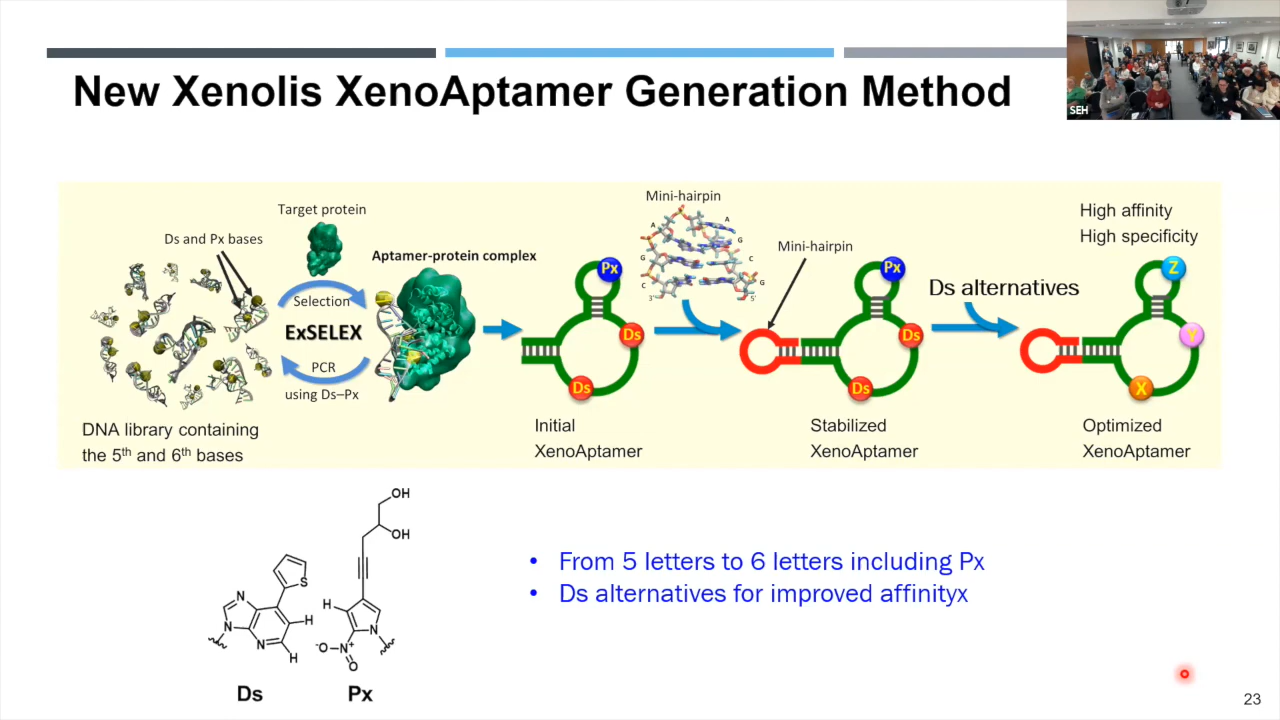 New Xenolis XenoAptamer Generation Method
SEH
Ds and Px bases
Target protein
Selection
ExSELEX
PCR
using Ds–Px
Aptamer-protein complex
DNA library containing
the 5th and 6th bases
Px
Ds
Ds
Initial
XenoAptamer
Mini-hairpin
A
A
G
G
C
C
G
3'
5'
Mini-hairpin
Px
Ds
Ds
Stabilized
XenoAptamer
Ds alternatives
High affinity
High specificity
Z
Y
X
Optimized
XenoAptamer
S
N
N
N
H
H
Ds
OH
OH
H
N
-O
N+
O
Px
• From 5 letters to 6 letters including Px
• Ds alternatives for improved affinityx
23